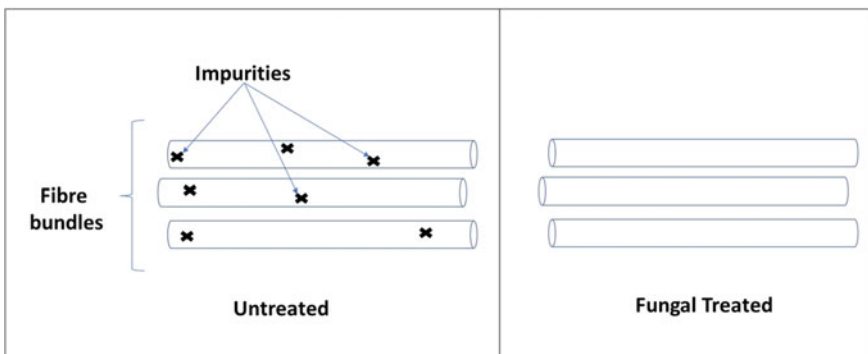 Impurities
Fibre
bundles
Untreated
Fungal Treated